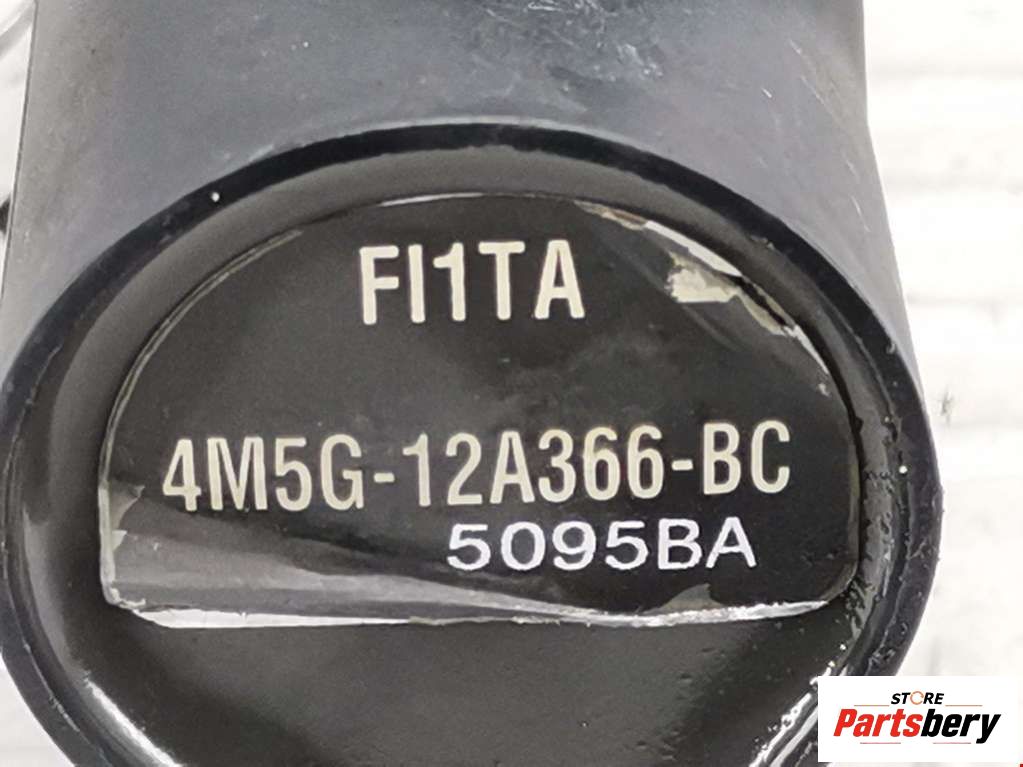 FI1TA
4M5G-12A366-BC
5095BA
STORE
Partsbery